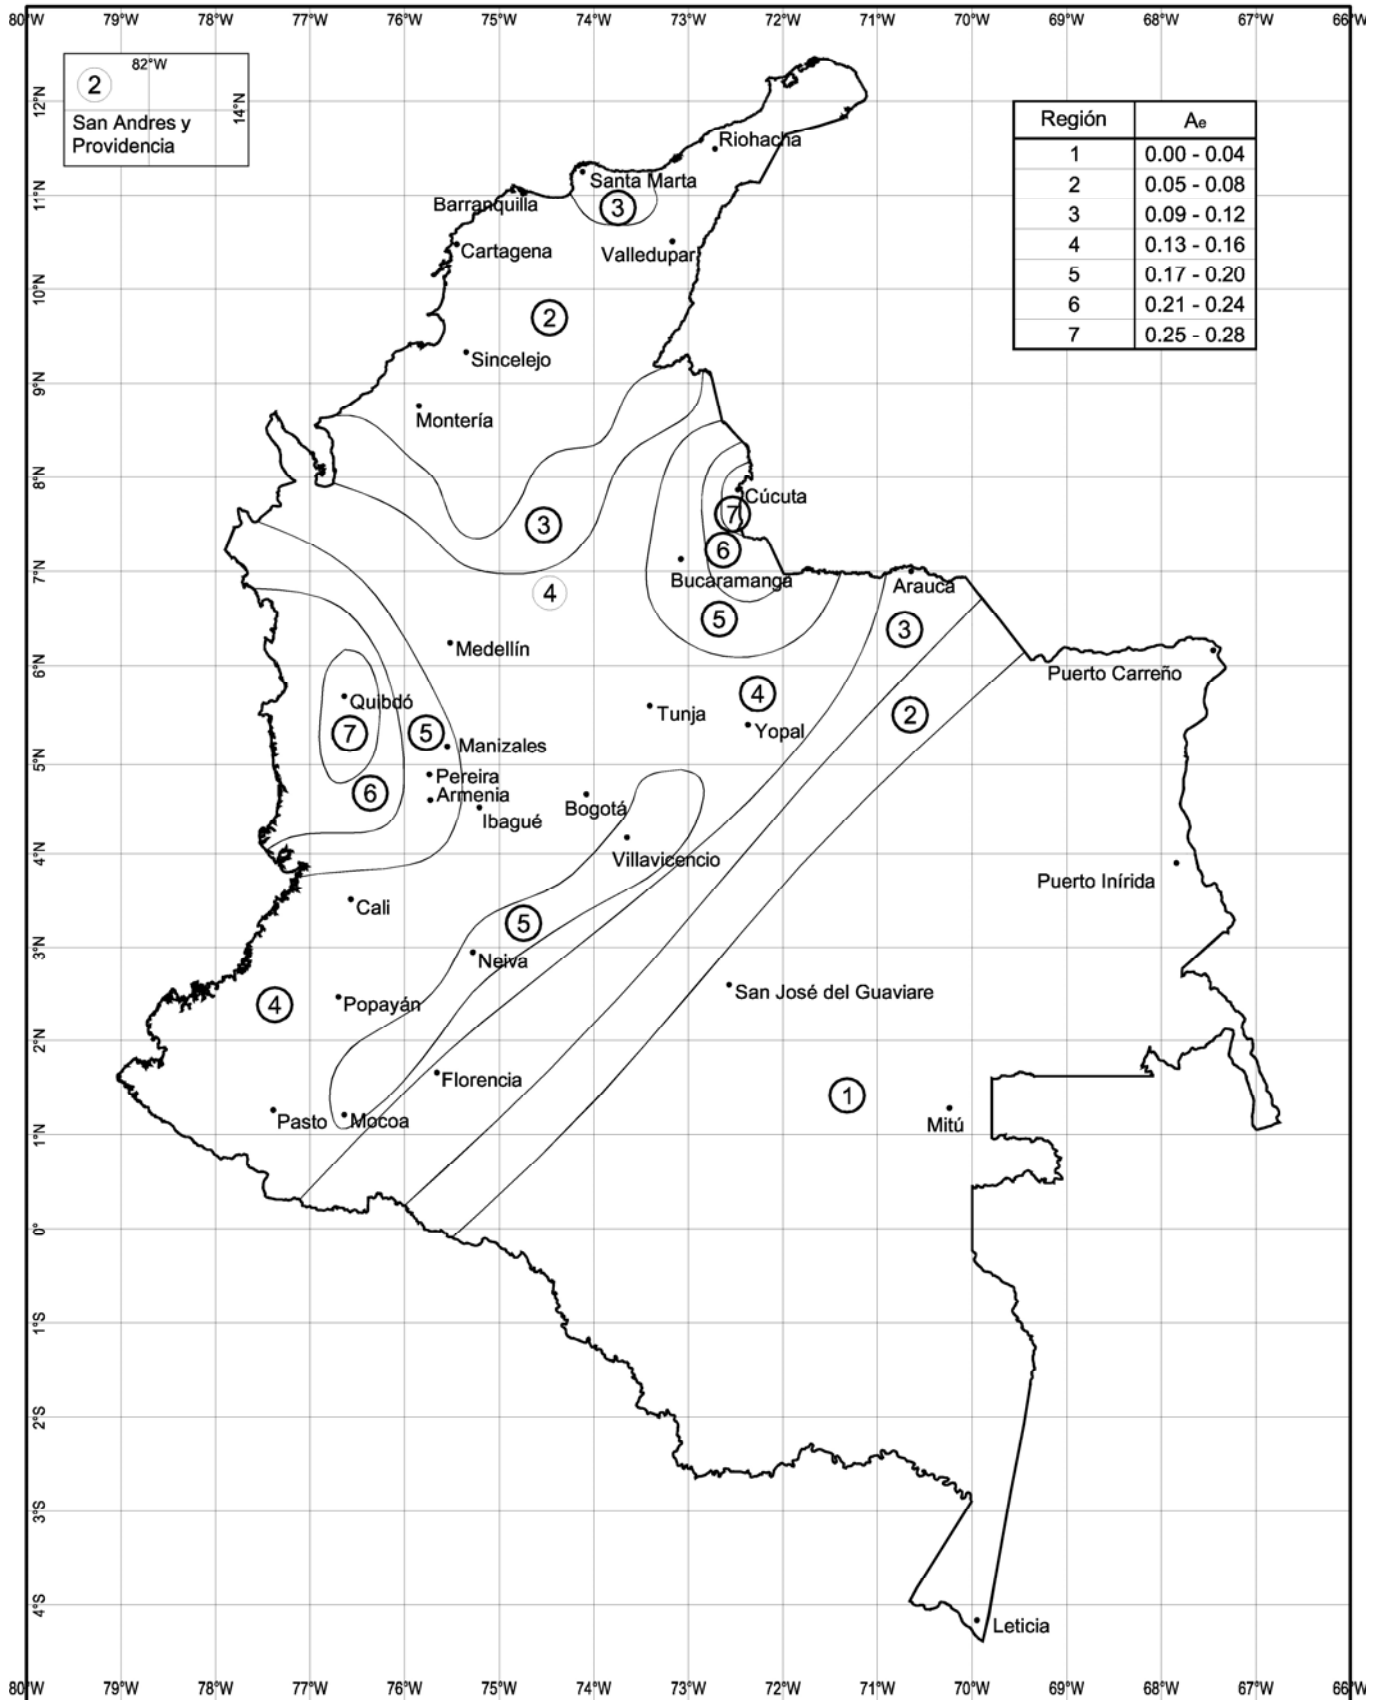 80°W 79°W 78°W 77°W 76°W 75°W 74°W 73°W 72°W 71°W 70°W 69°W 68°W 67°W 66°W
82°W
2
14°N
San Andres y
Providencia
12°N
11°N
10°N
9°N
8°N
7°N
6°N
5°N
4°N
3°N
2°N
1°N
0°
1°S
2°S
3°S
4°S
Región Ae
1 0.00 - 0.04
2 0.05 - 0.08
3 0.09 - 0.12
4 0.13 - 0.16
5 0.17 - 0.20
6 0.21 - 0.24
7 0.25 - 0.28
Riohacha
Santa Marta
3
Barranquilla
Cartagena
Valledupar
2
Sincelejo
Montería
Cúcuta
7
3
6
Bucaramanga
Arauca
4
5
3
Medellín
Puerto Carreño
Quibdó
4
7
5
Tunja
Yopal
2
Manizales
Pereira
6
Armenia
Ibagué
Bogotá
Villavicencio
Puerto Inírida
Cali
5
Neiva
4
Popayán
San José del Guaviare
Florencia
1
Pasto
Mocoa
Mitú
Leticia
80°W 79°W 78°W 77°W 76°W 75°W 74°W 73°W 72°W 71°W 70°W 69°W 68°W 67°W 66°W